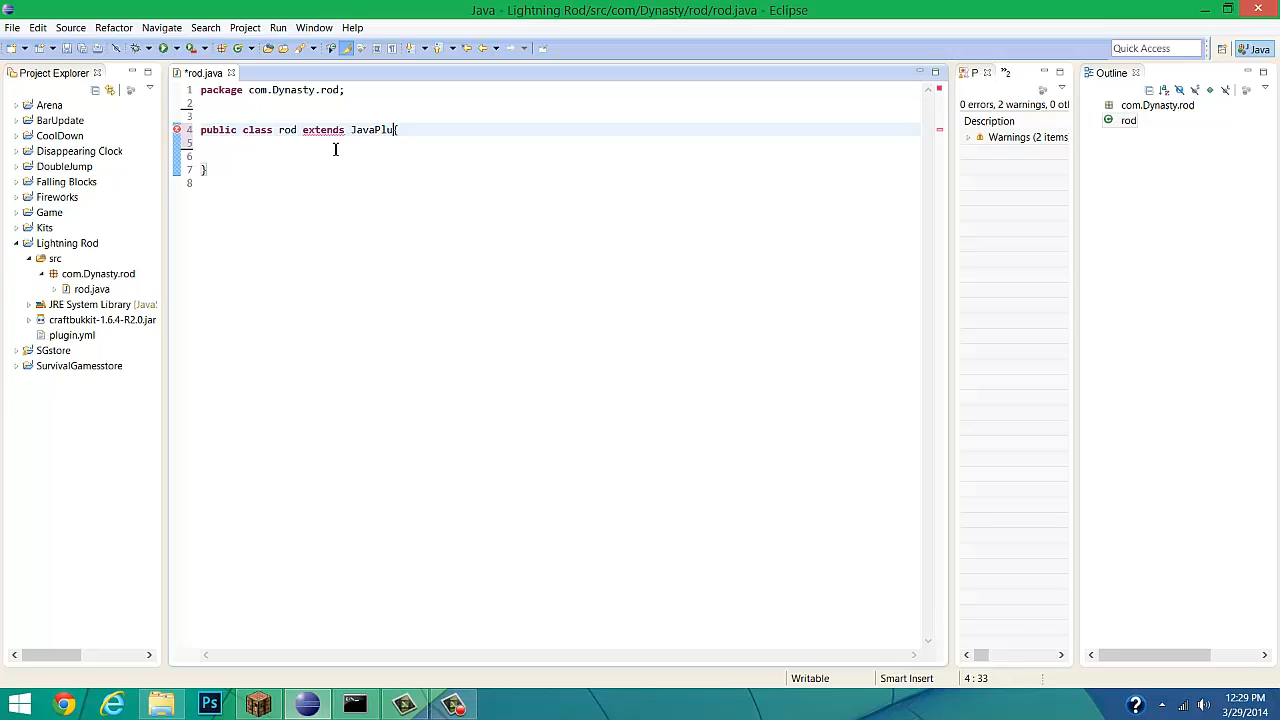 Java - Lightning Rod/src/com/Dynasty/rod/rod.java - Eclipse
File Edit Source Refactor Navigate Search Project Run Window Help
Quick Access
Java
Project Explorer
Arena
BarUpdate
CoolDown
Disappearing Clock
DoubleJump
Falling Blocks
Fireworks
Game
Kits
Lightning Rod
src
com.Dynasty.rod
rod.java
JRE System Library [JavaS
craftbukkit-1.6.4-R2.0.jar
plugin.yml
SGstore
SurvivalGamesstore
*rod.java
1 package com.Dynasty.rod;
2
3
4 public class rod extends JavaPlu{
5
6
7 }
8
P
0 errors, 2 warnings, 0 ot
Description
Warnings (2 items
Outline
com.Dynasty.rod
rod
Writable
Smart Insert
4 : 33
Ps
12:29 PM
3/29/2014